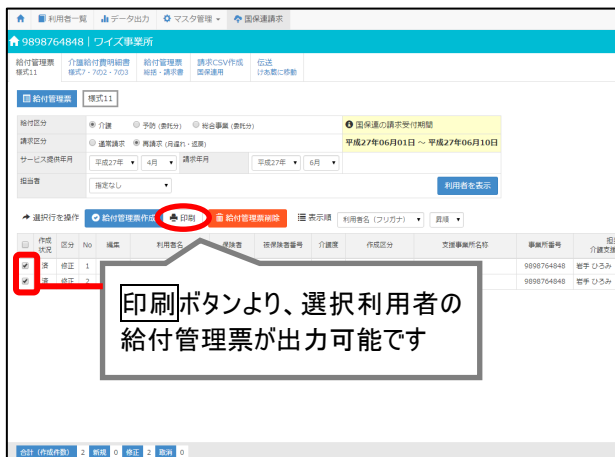 利用者一覧 データ出力 マスタ管理 国保連請求
9898764848 | ワイズ事業所
給付管理票 介護給付費明細書 給付管理票 請求CSV作成 伝送
様式11 様式7・7の2・7の3 総括・請求書 国保連用 けあ蔵に移動
給付管理票 様式11
給付区分 介護 予防 (委託分) 総合事業 (委託分) 国保連の請求受付期間
請求区分 通常請求 再請求 (月遅れ・返戻) 平成27年06月01日 ～ 平成27年06月10日
サービス提供年月 平成27年 4月 請求年月 平成27年 6月
担当者 指定なし 利用者を表示
選択行を操作 給付管理票作成 印刷 給付管理票削除 表示順 利用者名 (フリガナ) 昇順
作成状況 区分 No 編集 利用者名 保険者 被保険者番号 介護度 作成区分 支援事業所名称 事業所番号 担
介護支援
済 修正 1 9898764848 岩手 ひろみ
済 修正 2 9898764848 岩手 ひろみ
印刷ボタンより、選択利用者の
給付管理票が出力可能です
合計 (作成件数) 2 新規 0 修正 2 取消 0